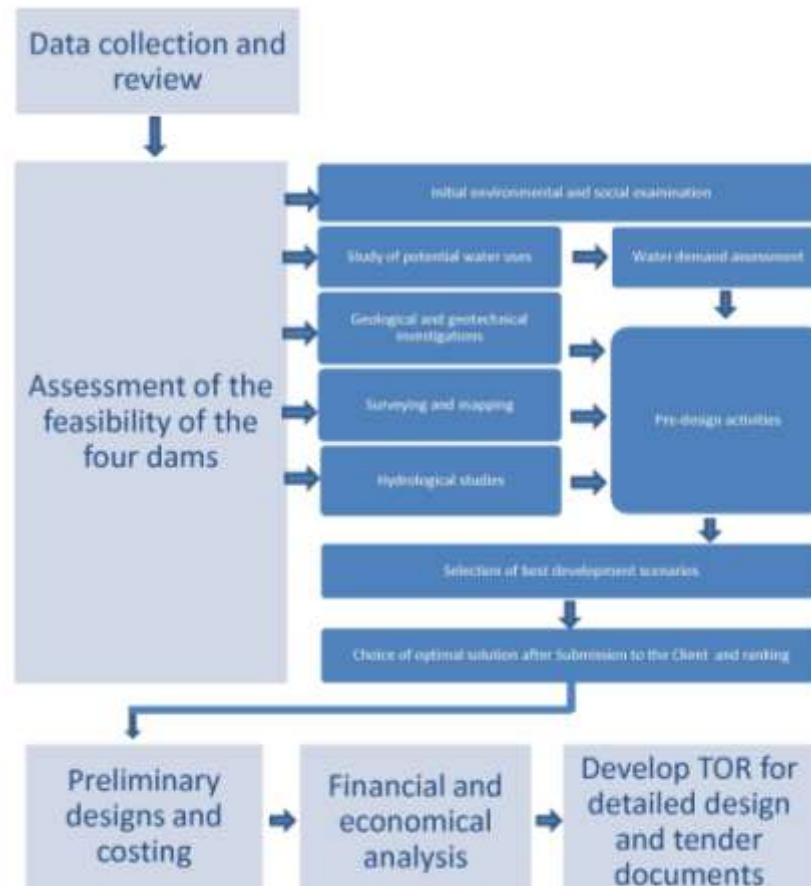 Data collection and
review
Assessment of the
feasibility of the
four dams
Initial environmental and social examination
Study of potential water uses
Water demand assessment
Geological and geotechnical
investigations
Surveying and mapping
Pre-design activities
Hydrological studies
Selection of best development scenarios
Choice of optimal solution after Submission to the Client and ranking
Preliminary
designs and
costing
Financial and
economical
analysis
Develop TOR for
detailed design
and tender
documents